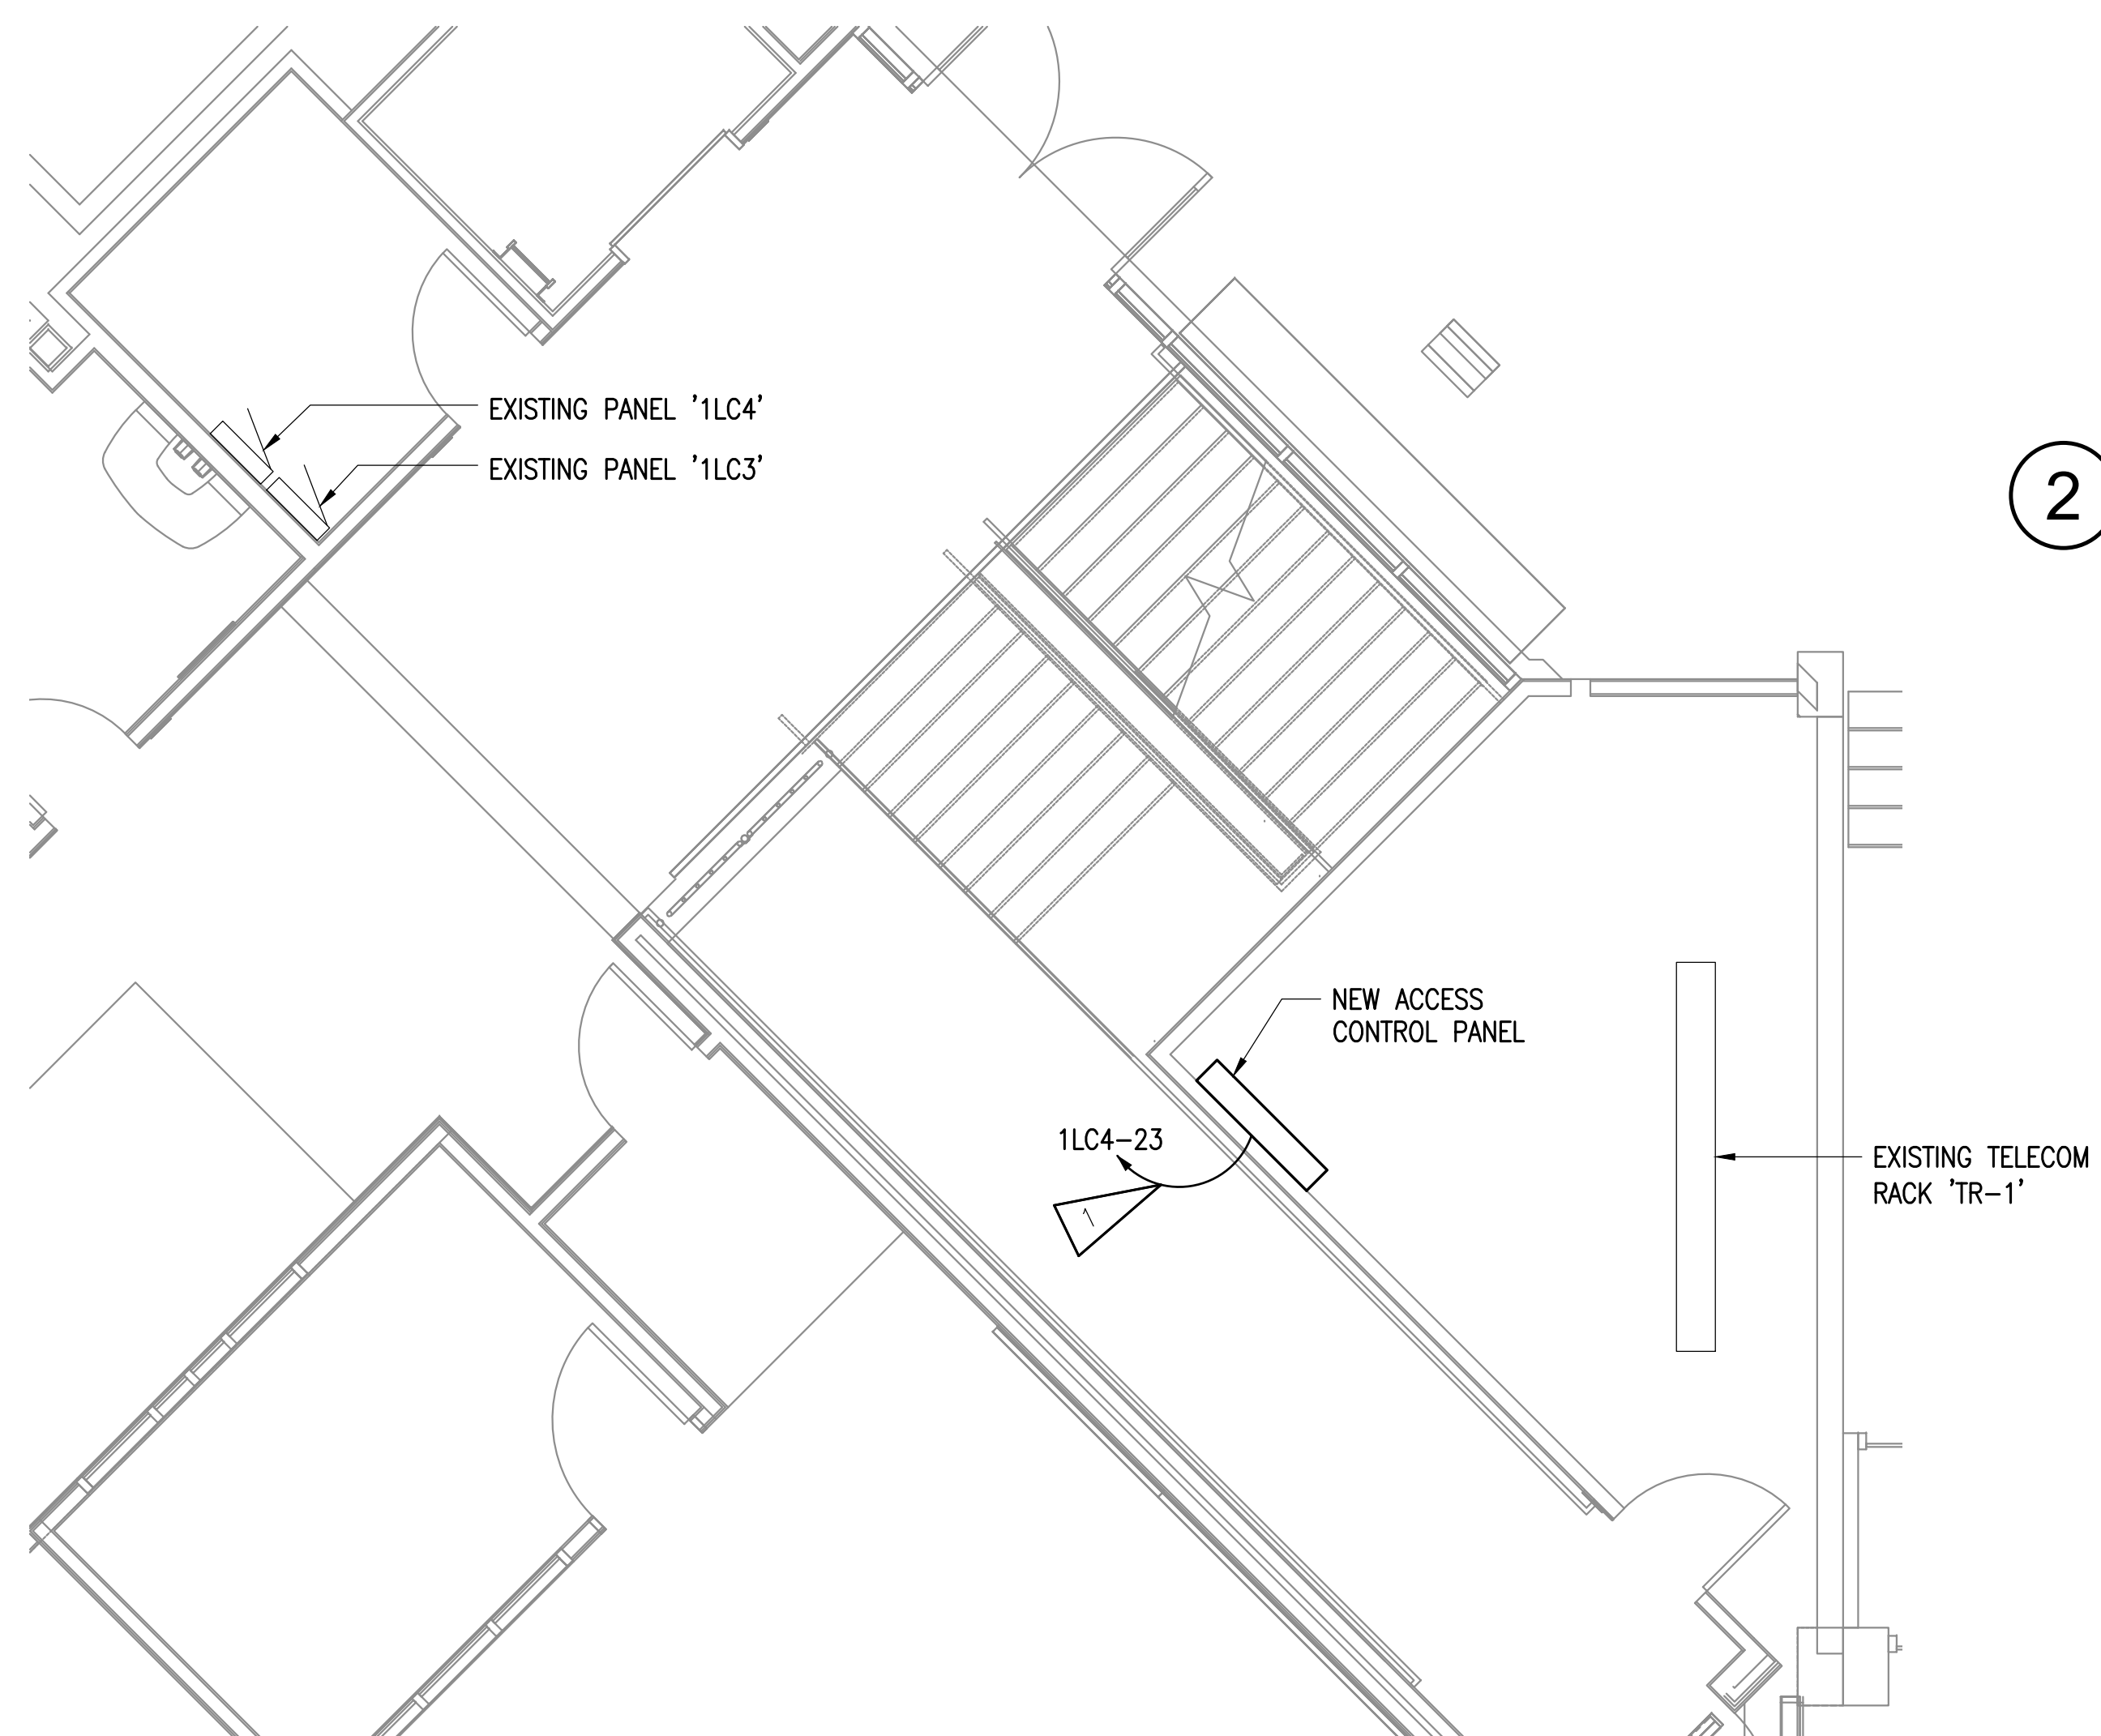 EXISTING PANEL '1LC4'
EXISTING PANEL '1LC3'
2
NEW ACCESS
CONTROL PANEL
1LC4-23
1
EXISTING TELECOM
RACK 'TR-1'